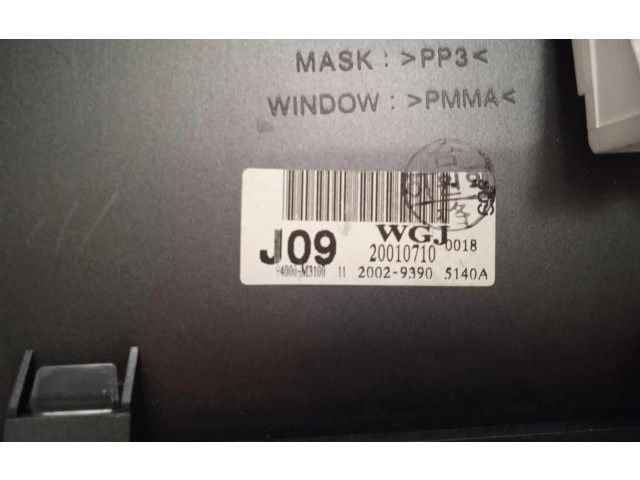 MASK : >PP3<
WINDOW : >PMMA<
J09
WGJ
20010710 0018
94000-M3100 11 2002-9390 5140A